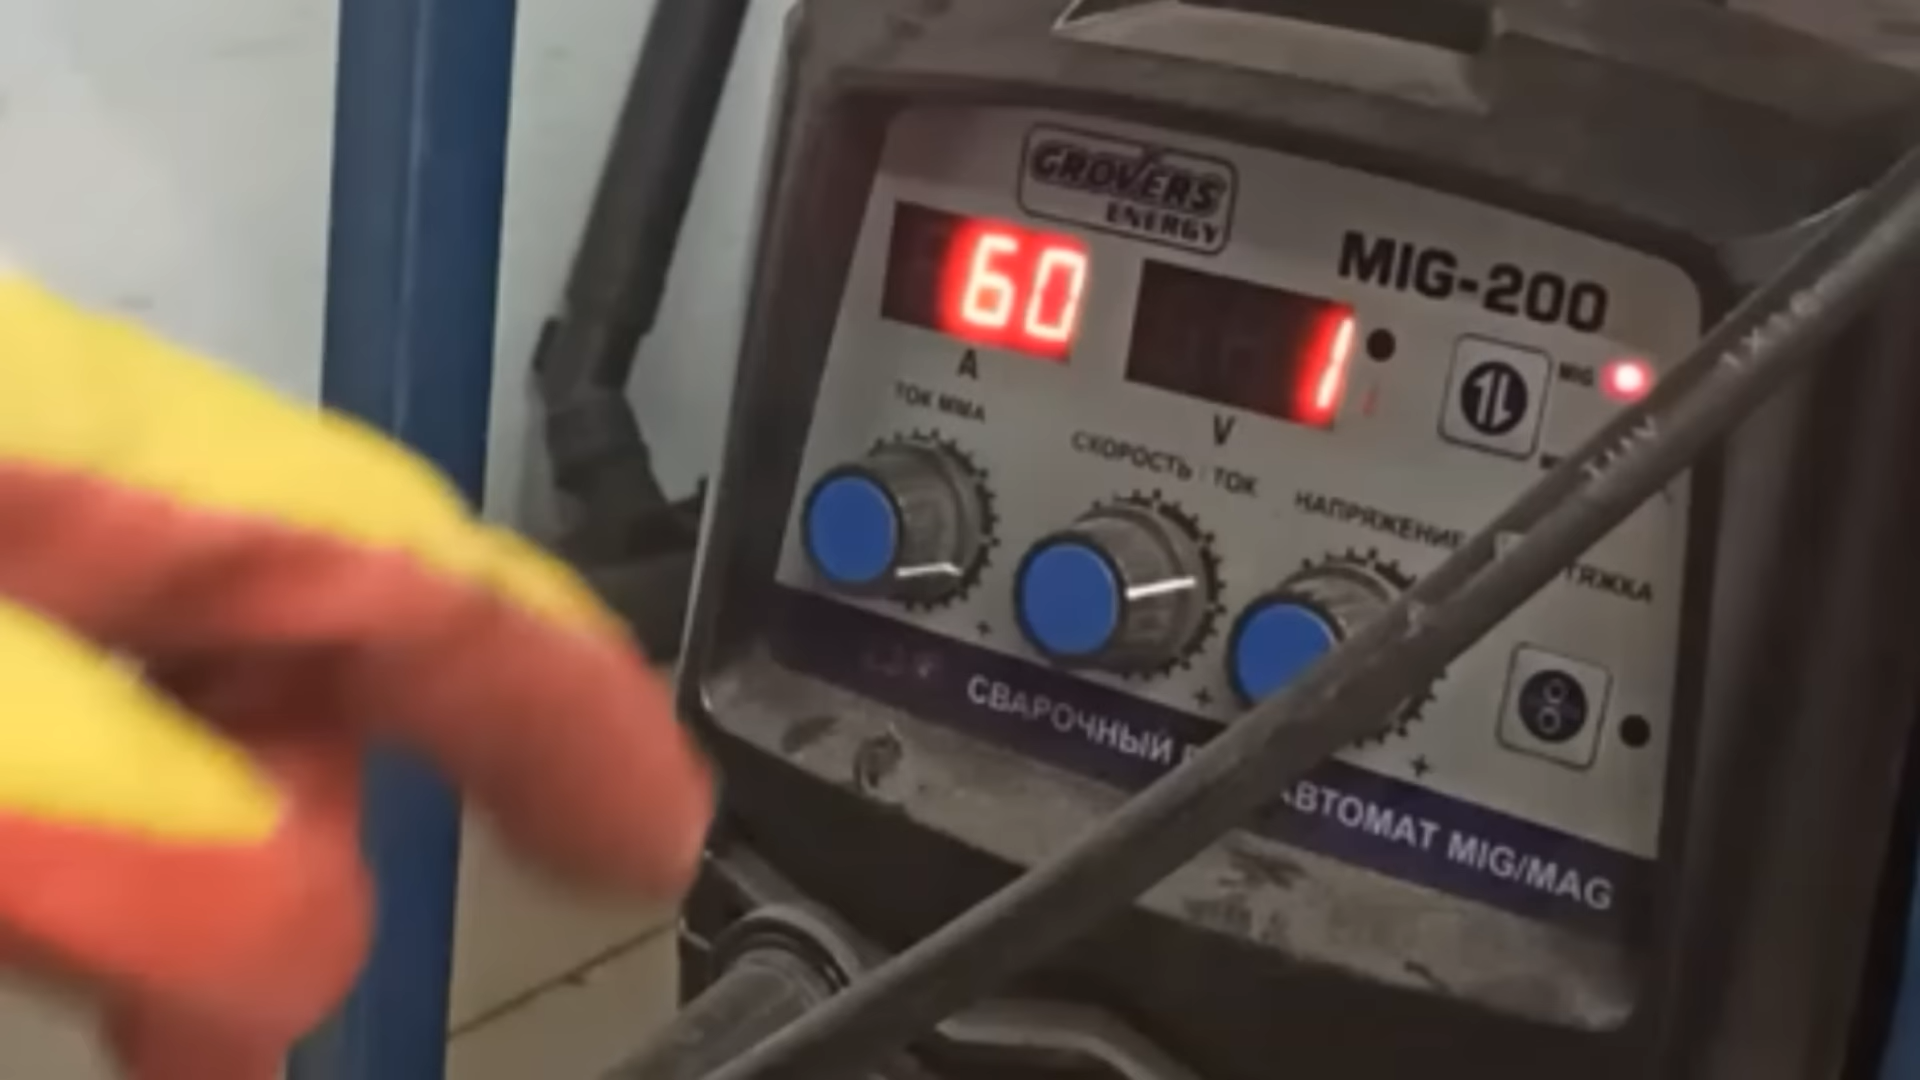 GROVERS
ENERGY
MIG-200
60
1
A
V
MIG
ТОК ММА
СКОРОСТЬ ТОК
НАПРЯЖЕНИЕ
+
+
+
СВАРОЧНЫЙ
АВТОМАТ MIG/MAG